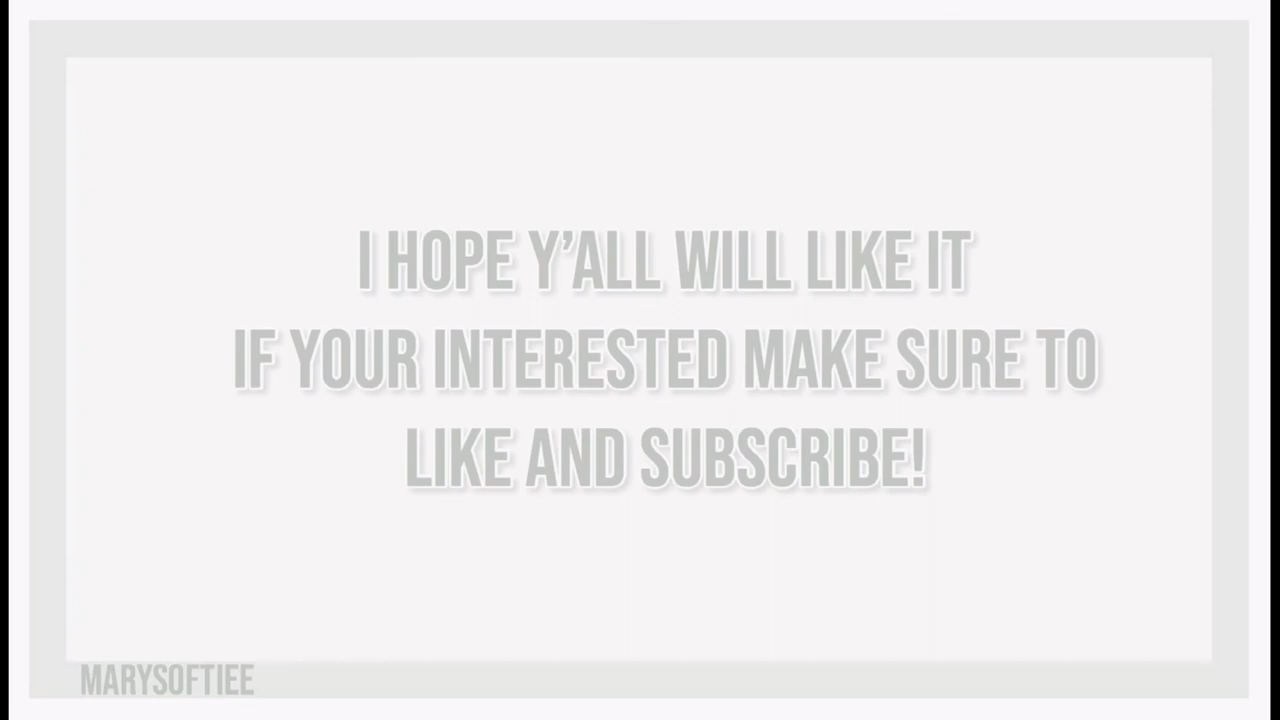 I HOPE Y’ALL WILL LIKE IT
IF YOUR INTERESTED MAKE SURE TO
LIKE AND SUBSCRIBE!
MARYSOFTIEE